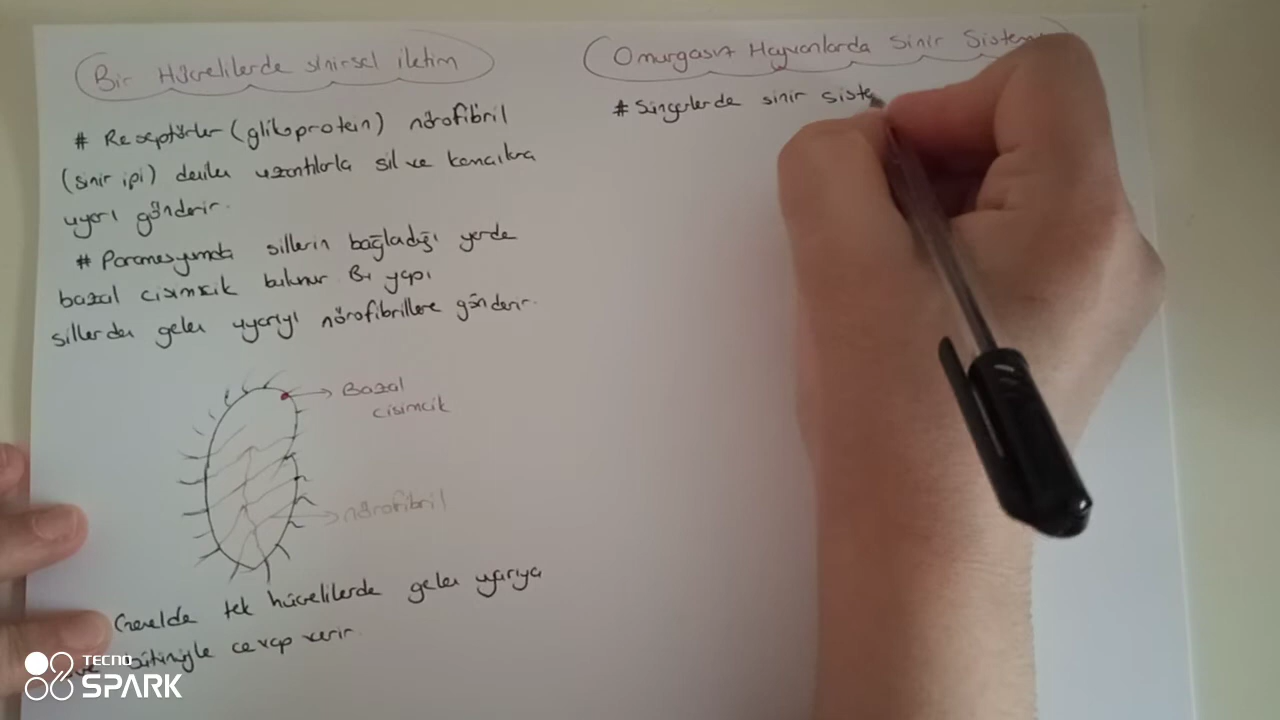 Bir Hücrelilerde sinirsel iletim
# Reseptörler (glikoprotein) nörofibril
(sinir ipi) denilen uzantılarla sil ve kamçılara
uyarı gönderir.
# Paramesyumda sillerin bağladığı yerde
bazal cisimcik bulunur. Bu yapı
sillerden gelen uyarıyı nörofibrillere gönderir.
Bazal
cisimcik
nörofibril
Genelde tek hücrelilerde gelen uyarıya
bütünüyle cevap verir.
Omurgasız Hayvanlarda Sinir Sistem
# Süngerlerde sinir siste
TECNO
SPARK